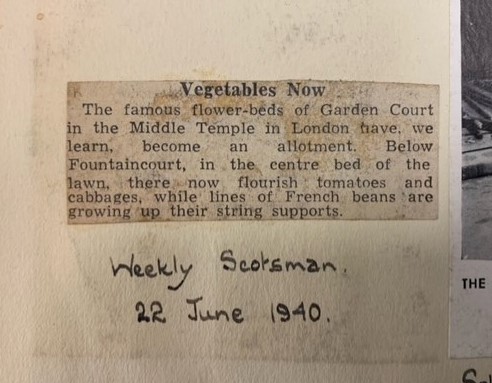 Vegetables Now
The famous flower-beds of Garden Court
in the Middle Temple in London have, we
learn, become an allotment. Below
Fountaincourt, in the centre bed of the
lawn, there now flourish tomatoes and
cabbages, while lines of French beans are
growing up their string supports.
Weekly Scotsman.
22 June 1940.
THE